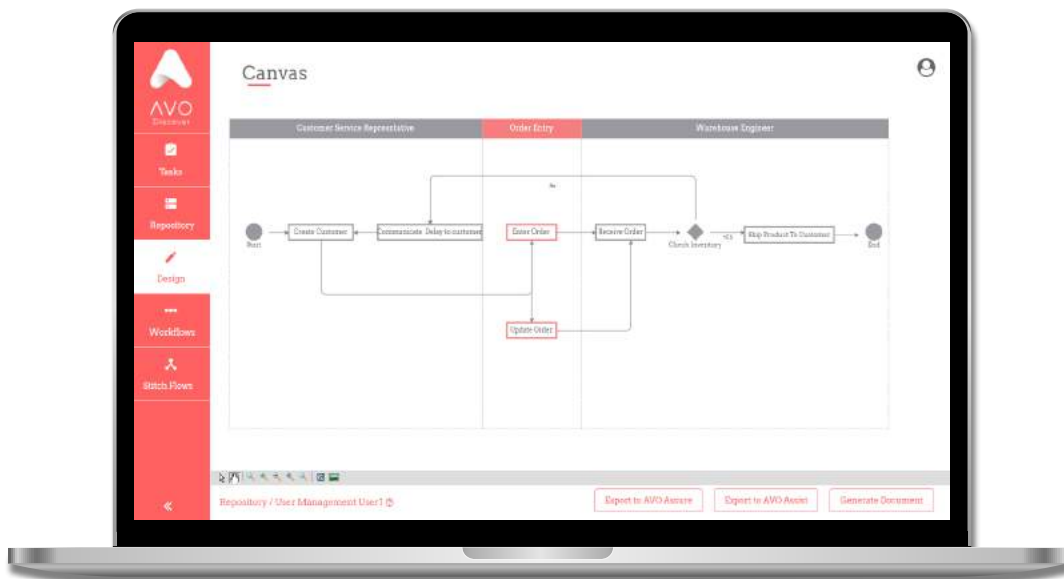 AVO
Discover
Tasks
Repository
Design
Workflows
Stitch Flows
«
Canvas
Customer Service Representative
Order Entry
Warehouse Engineer
No
Start
Create Customer
Communicate Delay to customer
Enter Order
Receive Order
Check Inventory
YES
Ship Product To Customer
End
Update Order
Repository / User Management User1
Export to AVO Assure
Export to AVO Assist
Generate Document